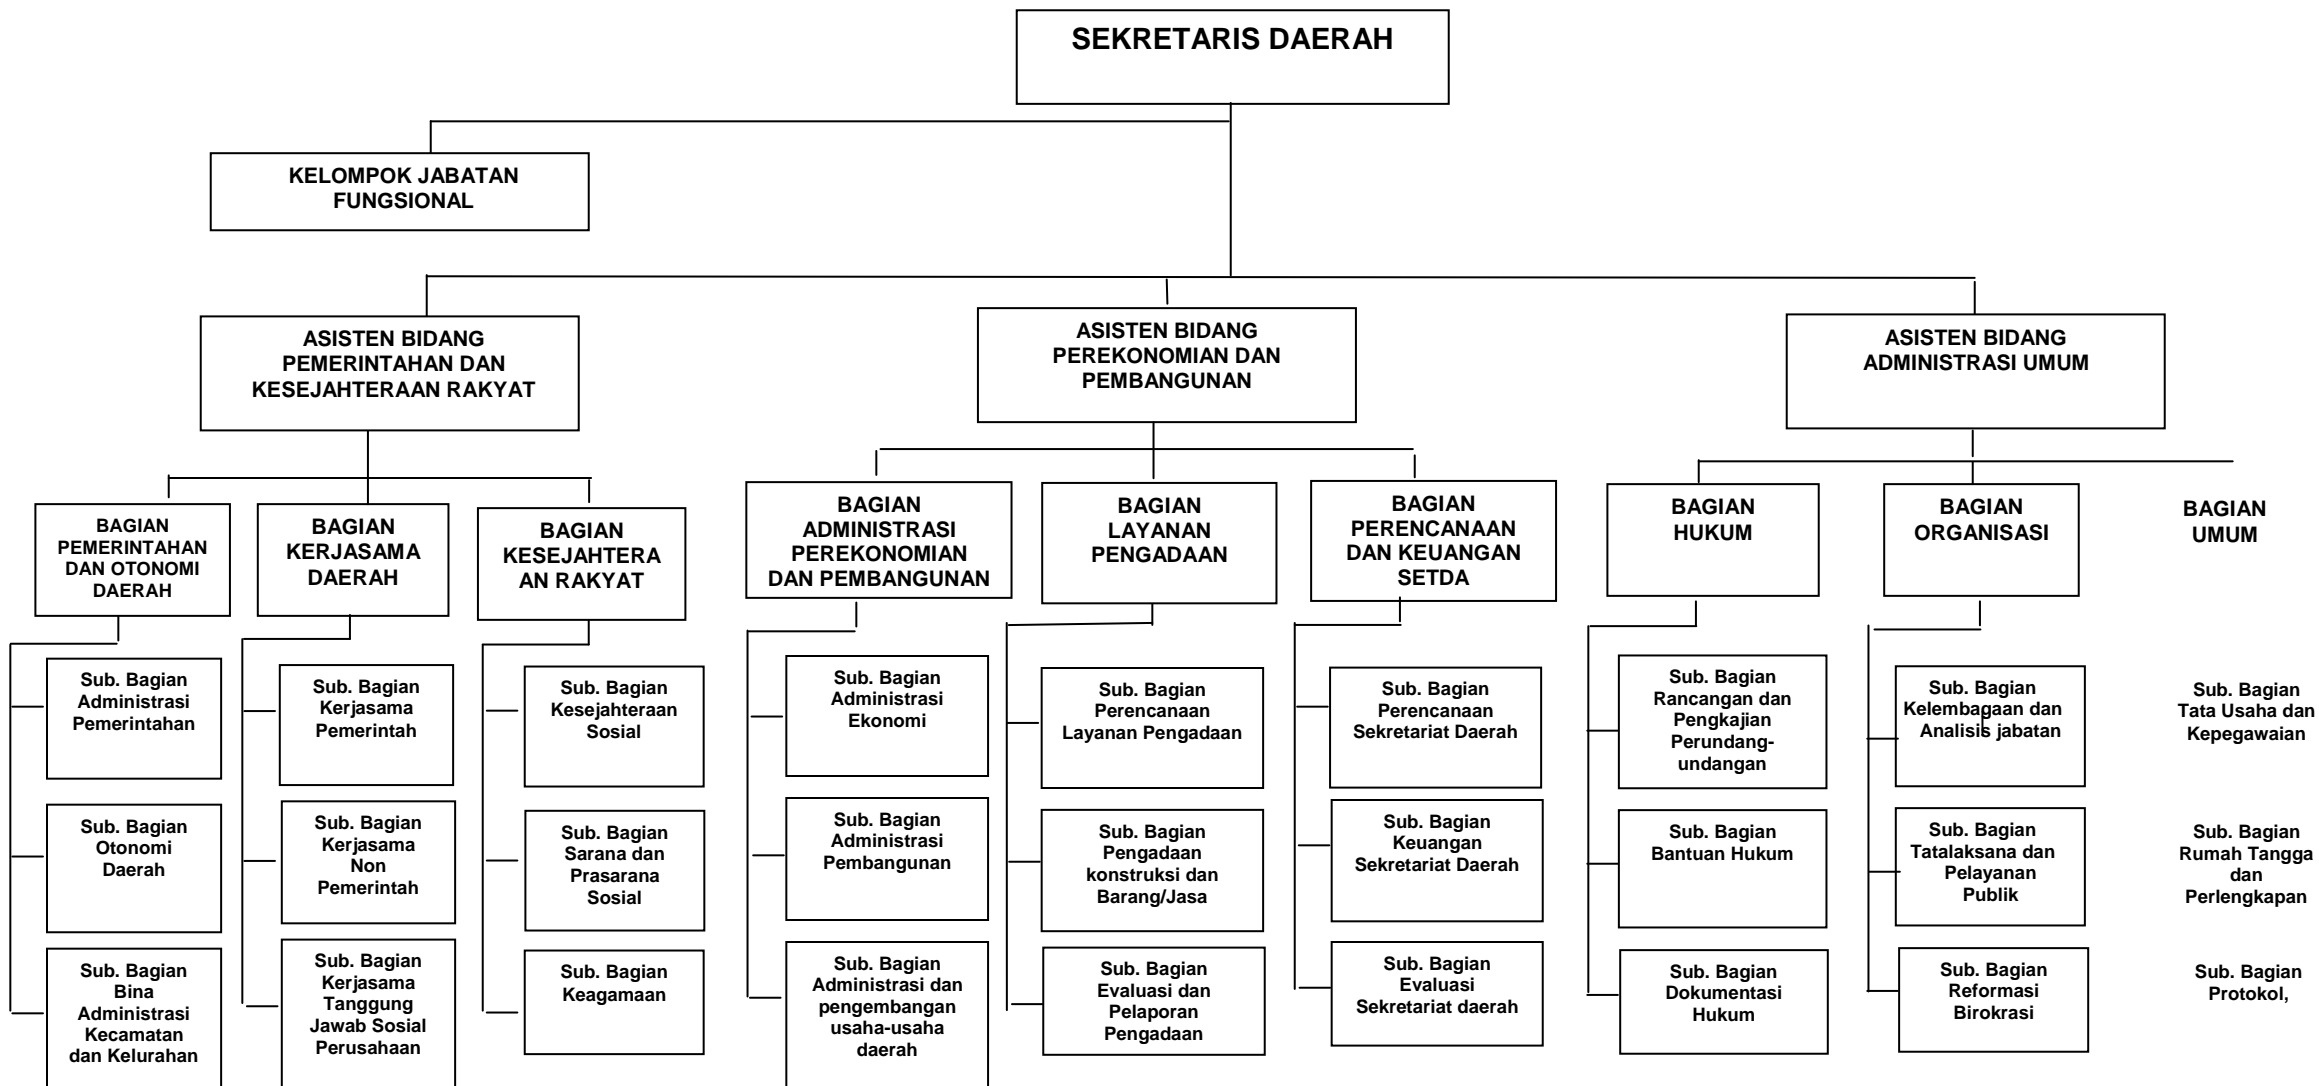 SEKRETARIS DAERAH
KELOMPOK JABATAN
FUNGSIONAL
ASISTEN BIDANG
PEMERINTAHAN DAN
KESEJAHTERAAN RAKYAT
ASISTEN BIDANG
PEREKONOMIAN DAN
PEMBANGUNAN
ASISTEN BIDANG
ADMINISTRASI UMUM
BAGIAN
PEMERINTAHAN
DAN OTONOMI
DAERAH
BAGIAN
KERJASAMA
DAERAH
BAGIAN
KESEJAHTERA
AN RAKYAT
BAGIAN
ADMINISTRASI
PEREKONOMIAN
DAN PEMBANGUNAN
BAGIAN
LAYANAN
PENGADAAN
BAGIAN
PERENCANAAN
DAN KEUANGAN
SETDA
BAGIAN
HUKUM
BAGIAN
ORGANISASI
BAGIAN
UMUM
Sub. Bagian
Administrasi
Pemerintahan
Sub. Bagian
Kerjasama
Pemerintah
Sub. Bagian
Kesejahteraan
Sosial
Sub. Bagian
Administrasi
Ekonomi
Sub. Bagian
Perencanaan
Layanan Pengadaan
Sub. Bagian
Perencanaan
Sekretariat Daerah
Sub. Bagian
Rancangan dan
Pengkajian
Perundang-
undangan
Sub. Bagian
Kelembagaan dan
Analisis jabatan
Sub. Bagian
Tata Usaha dan
Kepegawaian
Sub. Bagian
Otonomi
Daerah
Sub. Bagian
Kerjasama
Non
Pemerintah
Sub. Bagian
Sarana dan
Prasarana
Sosial
Sub. Bagian
Administrasi
Pembangunan
Sub. Bagian
Pengadaan
konstruksi dan
Barang/Jasa
Sub. Bagian
Keuangan
Sekretariat Daerah
Sub. Bagian
Bantuan Hukum
Sub. Bagian
Tatalaksana dan
Pelayanan
Publik
Sub. Bagian
Rumah Tangga
dan
Perlengkapan
Sub. Bagian
Bina
Administrasi
Kecamatan
dan Kelurahan
Sub. Bagian
Kerjasama
Tanggung
Jawab Sosial
Perusahaan
Sub. Bagian
Keagamaan
Sub. Bagian
Administrasi dan
pengembangan
usaha-usaha
daerah
Sub. Bagian
Evaluasi dan
Pelaporan
Pengadaan
Sub. Bagian
Evaluasi
Sekretariat daerah
Sub. Bagian
Dokumentasi
Hukum
Sub. Bagian
Reformasi
Birokrasi
Sub. Bagian
Protokol,